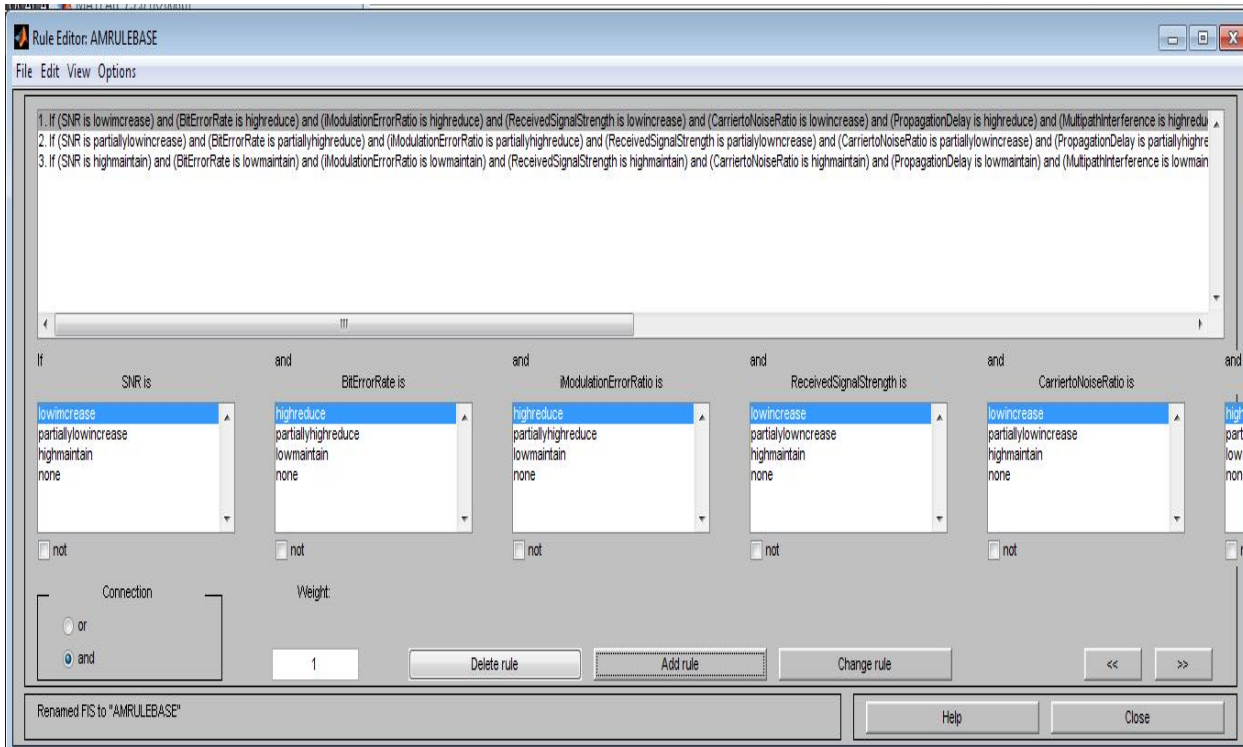 Rule Editor: AMRULEBASE
File Edit View Options
1. If (SNR is lowimcrease) and (BitErrorRate is highreduce) and (iModulationErrorRatio is highreduce) and (ReceivedSignalStrength is lowincrease) and (CarriertoNoiseRatio is lowincrease) and (PropagationDelay is highreduce) and (MultipathInterference is highredu
2. If (SNR is partiallylowincrease) and (BitErrorRate is partiallyhighreduce) and (iModulationErrorRatio is partiallyhighreduce) and (ReceivedSignalStrength is partialylowncrease) and (CarriertoNoiseRatio is partiallylowincrease) and (PropagationDelay is partiallyhighre
3. If (SNR is highmaintain) and (BitErrorRate is lowmaintain) and (iModulationErrorRatio is lowmaintain) and (ReceivedSignalStrength is highmaintain) and (CarriertoNoiseRatio is highmaintain) and (PropagationDelay is lowmaintain) and (MultipathInterference is lowmain
If and and and and and
SNR is BitErrorRate is iModulationErrorRatio is ReceivedSignalStrength is CarriertoNoiseRatio is
lowimcrease highreduce highreduce lowincrease lowincrease high
partiallylowincrease partiallyhighreduce partiallyhighreduce partialylowncrease partiallylowincrease part
highmaintain lowmaintain lowmaintain highmaintain highmaintain low
none none none none none non
not not not not not
Connection Weight:
or
and 1 Delete rule Add rule Change rule << >>
Renamed FIS to "AMRULEBASE" Help Close